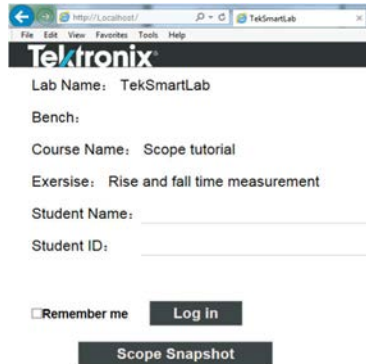 http://Localhost/
TekSmartLab
File Edit View Favorites Tools Help
Tektronix
Lab Name: TekSmartLab
Bench:
Course Name: Scope tutorial
Exersise: Rise and fall time measurement
Student Name:
Student ID:
Remember me
Log in
Scope Snapshot